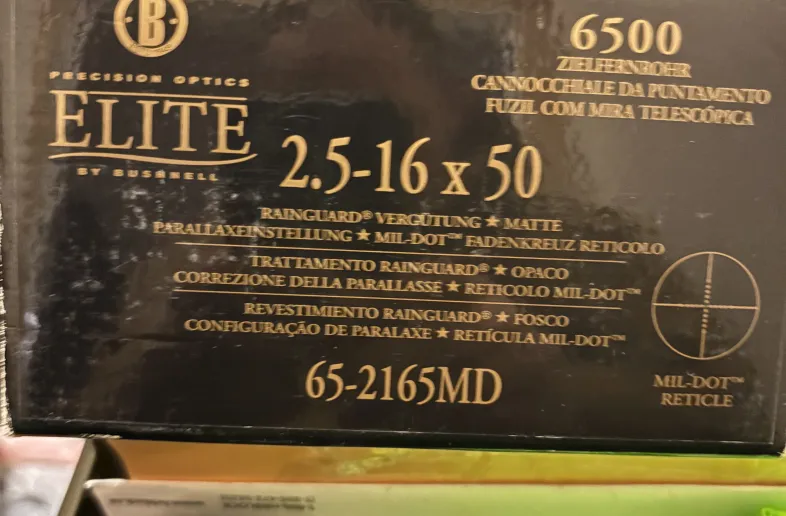 B
PRECISION OPTICS
ELITE
BY BUSHNELL
6500
ZIELFERNROHR
CANNOCCHIALE DA PUNTAMENTO
FUZIL COM MIRA TELESCÓPICA
2.5-16 x 50
RAINGUARD® VERGÜTUNG ★ MATTE
PARALLAXEINSTELLUNG ★ MIL-DOT™ FADENKREUZ RETICOLO
TRATTAMENTO RAINGUARD® ★ OPACO
CORREZIONE DELLA PARALLASSE ★ RETICOLO MIL-DOT™
REVESTIMIENTO RAINGUARD® ★ FOSCO
CONFIGURAÇÃO DE PARALAXE ★ RETÍCULA MIL-DOT™
65-2165MD
MIL-DOT™
RETICLE